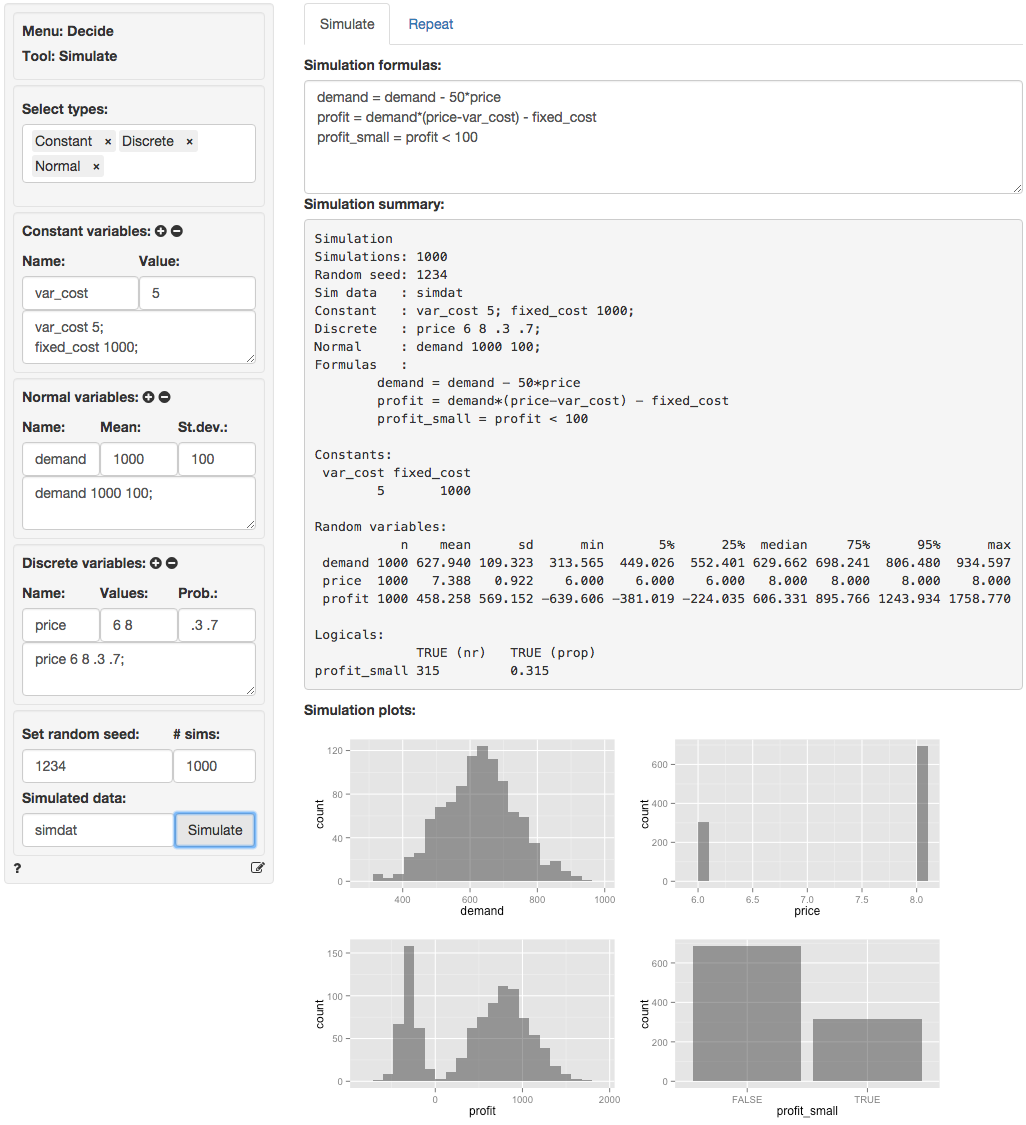 Menu: Decide
Tool: Simulate
Select types:
Constant × Discrete ×
Normal ×
Constant variables:
Name: Value:
var_cost 5
var_cost 5;
fixed_cost 1000;
Normal variables:
Name: Mean: St.dev.:
demand 1000 100
demand 1000 100;
Discrete variables:
Name: Values: Prob.:
price 6 8 .3 .7
price 6 8 .3 .7;
Set random seed: # sims:
1234 1000
Simulated data:
simdat Simulate
?
Simulate Repeat
Simulation formulas:
demand = demand - 50*price
profit = demand*(price-var_cost) - fixed_cost
profit_small = profit < 100
Simulation summary:
Simulation
Simulations: 1000
Random seed: 1234
Sim data : simdat
Constant : var_cost 5; fixed_cost 1000;
Discrete : price 6 8 .3 .7;
Normal : demand 1000 100;
Formulas :
demand = demand − 50*price
profit = demand*(price−var_cost) − fixed_cost
profit_small = profit < 100
Constants:
var_cost fixed_cost
5 1000
Random variables:
n mean sd min 5% 25% median 75% 95% max
demand 1000 627.940 109.323 313.565 449.026 552.401 629.662 698.241 806.480 934.597
price 1000 7.388 0.922 6.000 6.000 6.000 8.000 8.000 8.000 8.000
profit 1000 458.258 569.152 −639.606 −381.019 −224.035 606.331 895.766 1243.934 1758.770
Logicals:
TRUE (nr) TRUE (prop)
profit_small 315 0.315
Simulation plots:
count
120
80
40
0
400 600 800 1000
demand
count
600
400
200
0
6.0 6.5 7.0 7.5 8.0
price
count
150
100
50
0
0 1000 2000
profit
count
600
400
200
0
FALSE TRUE
profit_small